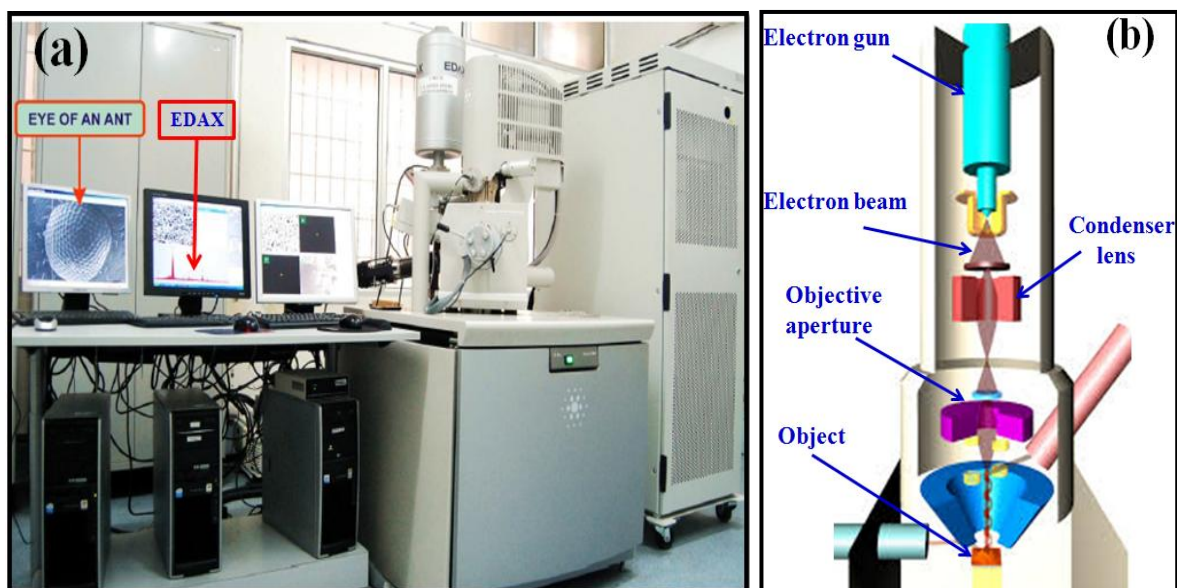 (a)
EYE OF AN ANT
EDAX
EDAX
(b)
Electron gun
Electron beam
Condenser
lens
Objective
aperture
Object